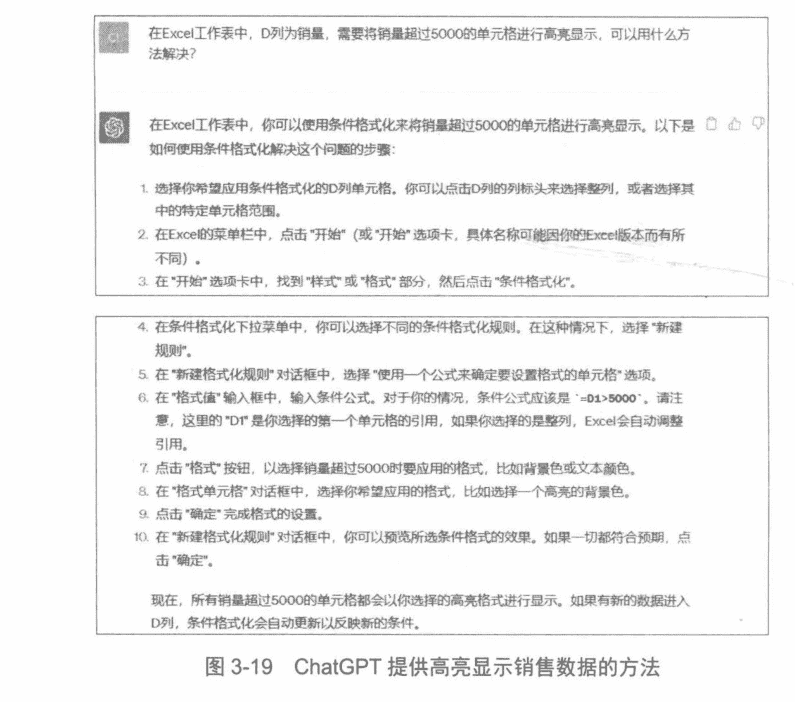 在Excel工作表中，D列为销量，需要将销量超过5000的单元格进行高亮显示，可以用什么方
法解决？
在Excel工作表中，你可以使用条件格式化来将销量超过5000的单元格进行高亮显示。以下是
如何使用条件格式化解决这个问题的步骤：
1. 选择你希望应用条件格式化的D列单元格。你可以点击D列的列标头来选择整列，或者选择其
中的特定单元格范围。
2. 在Excel的菜单栏中，点击"开始"（或"开始"选项卡，具体名称可能因你的Excel版本而有所
不同）。
3. 在"开始"选项卡中，找到"样式"或"格式"部分，然后点击"条件格式化"。
4. 在条件格式化下拉菜单中，你可以选择不同的条件格式化规则。在这种情况下，选择"新建
规则"。
5. 在"新建格式化规则"对话框中，选择"使用一个公式来确定要设置格式的单元格"选项。
6. 在"格式值"输入框中，输入条件公式。对于你的情况，条件公式应该是`=D1>5000`。请注
意，这里的"D1"是你选择的第一个单元格的引用，如果你选择的是整列，Excel会自动调整
引用。
7. 点击"格式"按钮，以选择销量超过5000时要应用的格式，比如背景色或文本颜色。
8. 在"格式单元格"对话框中，选择你希望应用的格式，比如选择一个高亮的背景色。
9. 点击"确定"完成格式的设置。
10. 在"新建格式化规则"对话框中，你可以预览所选条件格式的效果。如果一切都符合预期，点
击"确定"。
现在，所有销量超过5000的单元格都会以你选择的高亮格式进行显示。如果有新的数据进入
D列，条件格式化会自动更新以反映新的条件。
图 3-19 ChatGPT 提供高亮显示销售数据的方法